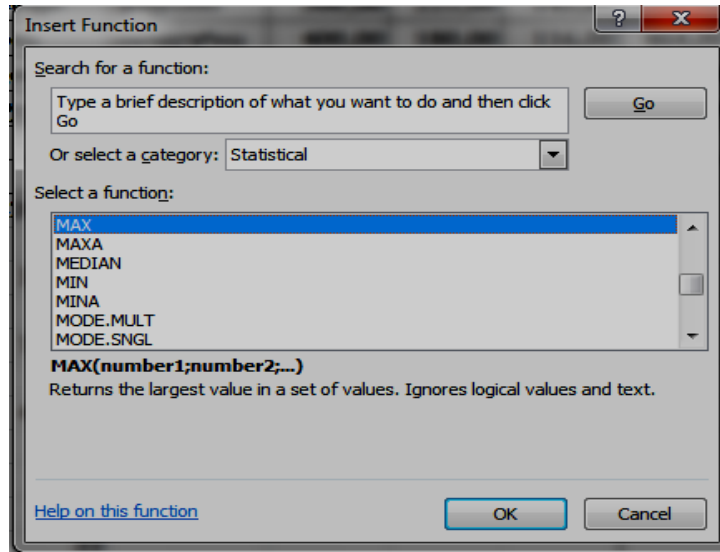 Insert Function
?
Search for a function:
Type a brief description of what you want to do and then click
Go
Go
Or select a category: Statistical
Select a function:
MAX
MAXA
MEDIAN
MIN
MINA
MODE.MULT
MODE.SNGL
MAX(number1;number2;...)
Returns the largest value in a set of values. Ignores logical values and text.
Help on this function
OK
Cancel